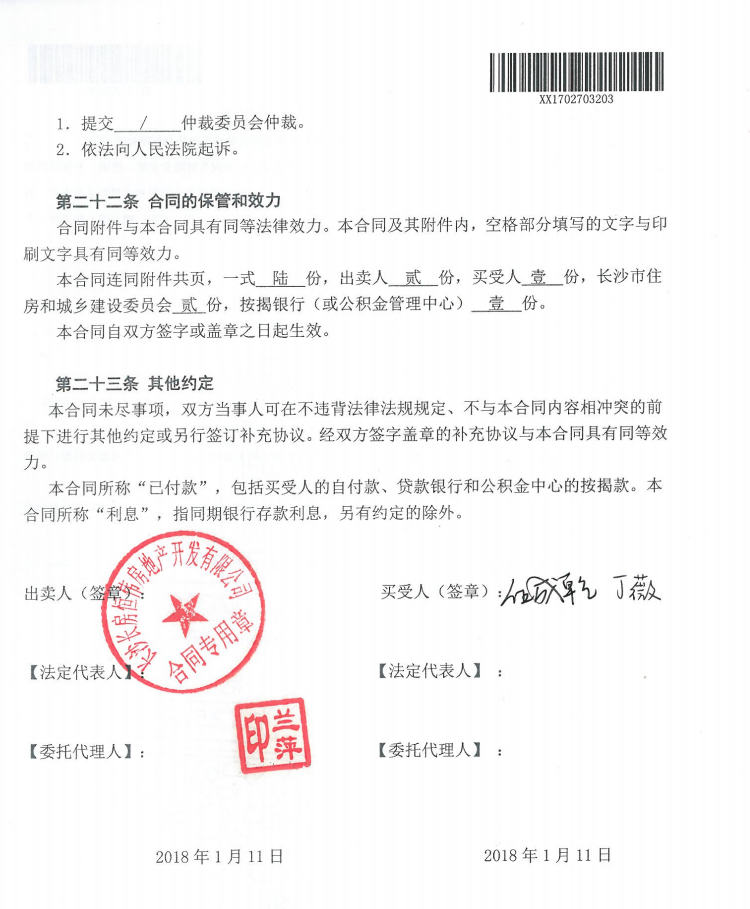 XX1702703203
1. 提交 / 仲裁委员会仲裁。
2. 依法向人民法院起诉。
第二十二条 合同的保管和效力
合同附件与本合同具有同等法律效力。本合同及其附件内，空格部分填写的文字与印
刷文字具有同等效力。
本合同连同附件共页，一式 陆 份，出卖人 贰 份，买受人 壹 份，长沙市住
房和城乡建设委员会 贰 份，按揭银行（或公积金管理中心） 壹 份。
本合同自双方签字或盖章之日起生效。
第二十三条 其他约定
本合同未尽事项，双方当事人可在不违背法律法规规定、不与本合同内容相冲突的前
提下进行其他约定或另行签订补充协议。经双方签字盖章的补充协议与本合同具有同等效
力。
本合同所称“已付款”，包括买受人的自付款、贷款银行和公积金中心的按揭款。本
合同所称“利息”，指同期银行存款利息，另有约定的除外。
出卖人（签章）：
长沙长房恒伟房地产开发有限公司
合同专用章
买受人（签章）： 丁薇
【法定代表人】：
【法定代表人】：
兰萍印
【委托代理人】：
【委托代理人】：
2018 年 1 月 11 日
2018 年 1 月 11 日